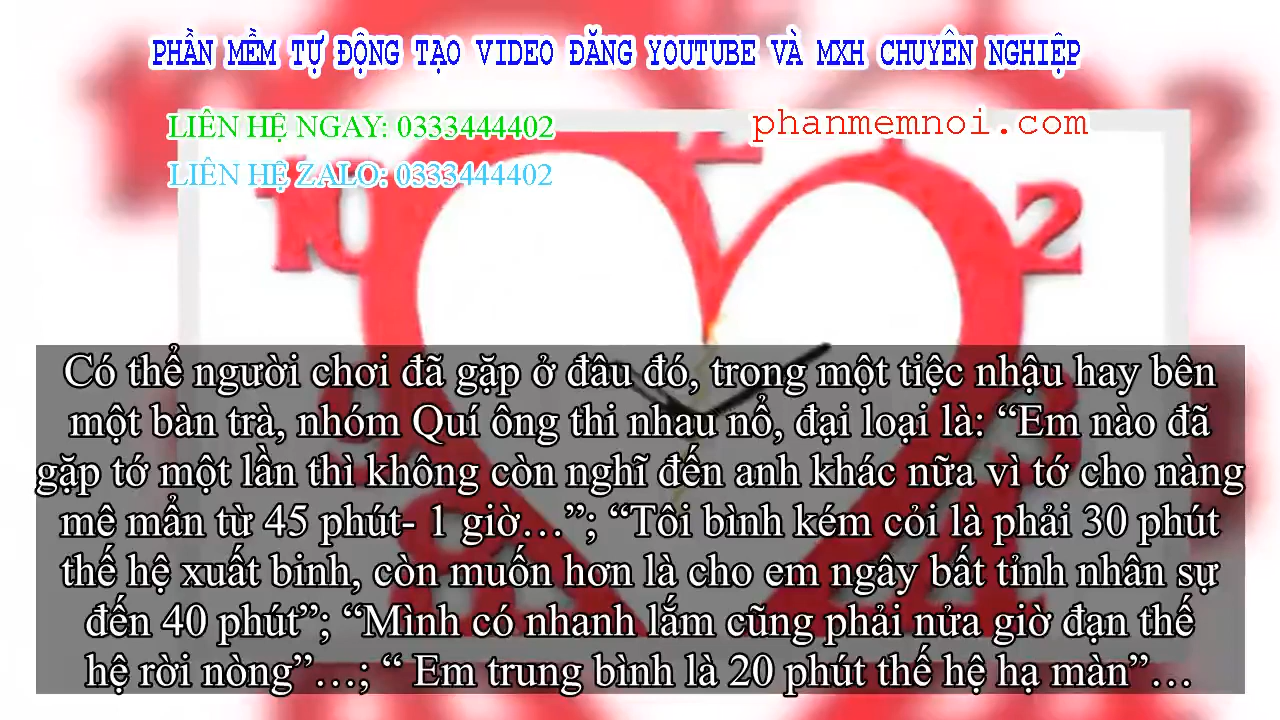 PHẦN MỀM TỰ ĐỘNG TẠO VIDEO ĐĂNG YOUTUBE VÀ MXH CHUYÊN NGHIỆP
LIÊN HỆ NGAY: 0333444402
phanmemnoi.com
LIÊN HỆ ZALO: 0333444402
10
2
Có thể người chơi đã gặp ở đâu đó, trong một tiệc nhậu hay bên
một bàn trà, nhóm Quí ông thi nhau nổ, đại loại là: “Em nào đã
gặp tớ một lần thì không còn nghĩ đến anh khác nữa vì tớ cho nàng
mê mẩn từ 45 phút- 1 giờ…”; “Tôi bình kém cỏi là phải 30 phút
thế hệ xuất binh, còn muốn hơn là cho em ngây bất tỉnh nhân sự
đến 40 phút”; “Mình có nhanh lắm cũng phải nửa giờ đạn thế
hệ rời nòng”…; “ Em trung bình là 20 phút thế hệ hạ màn”…